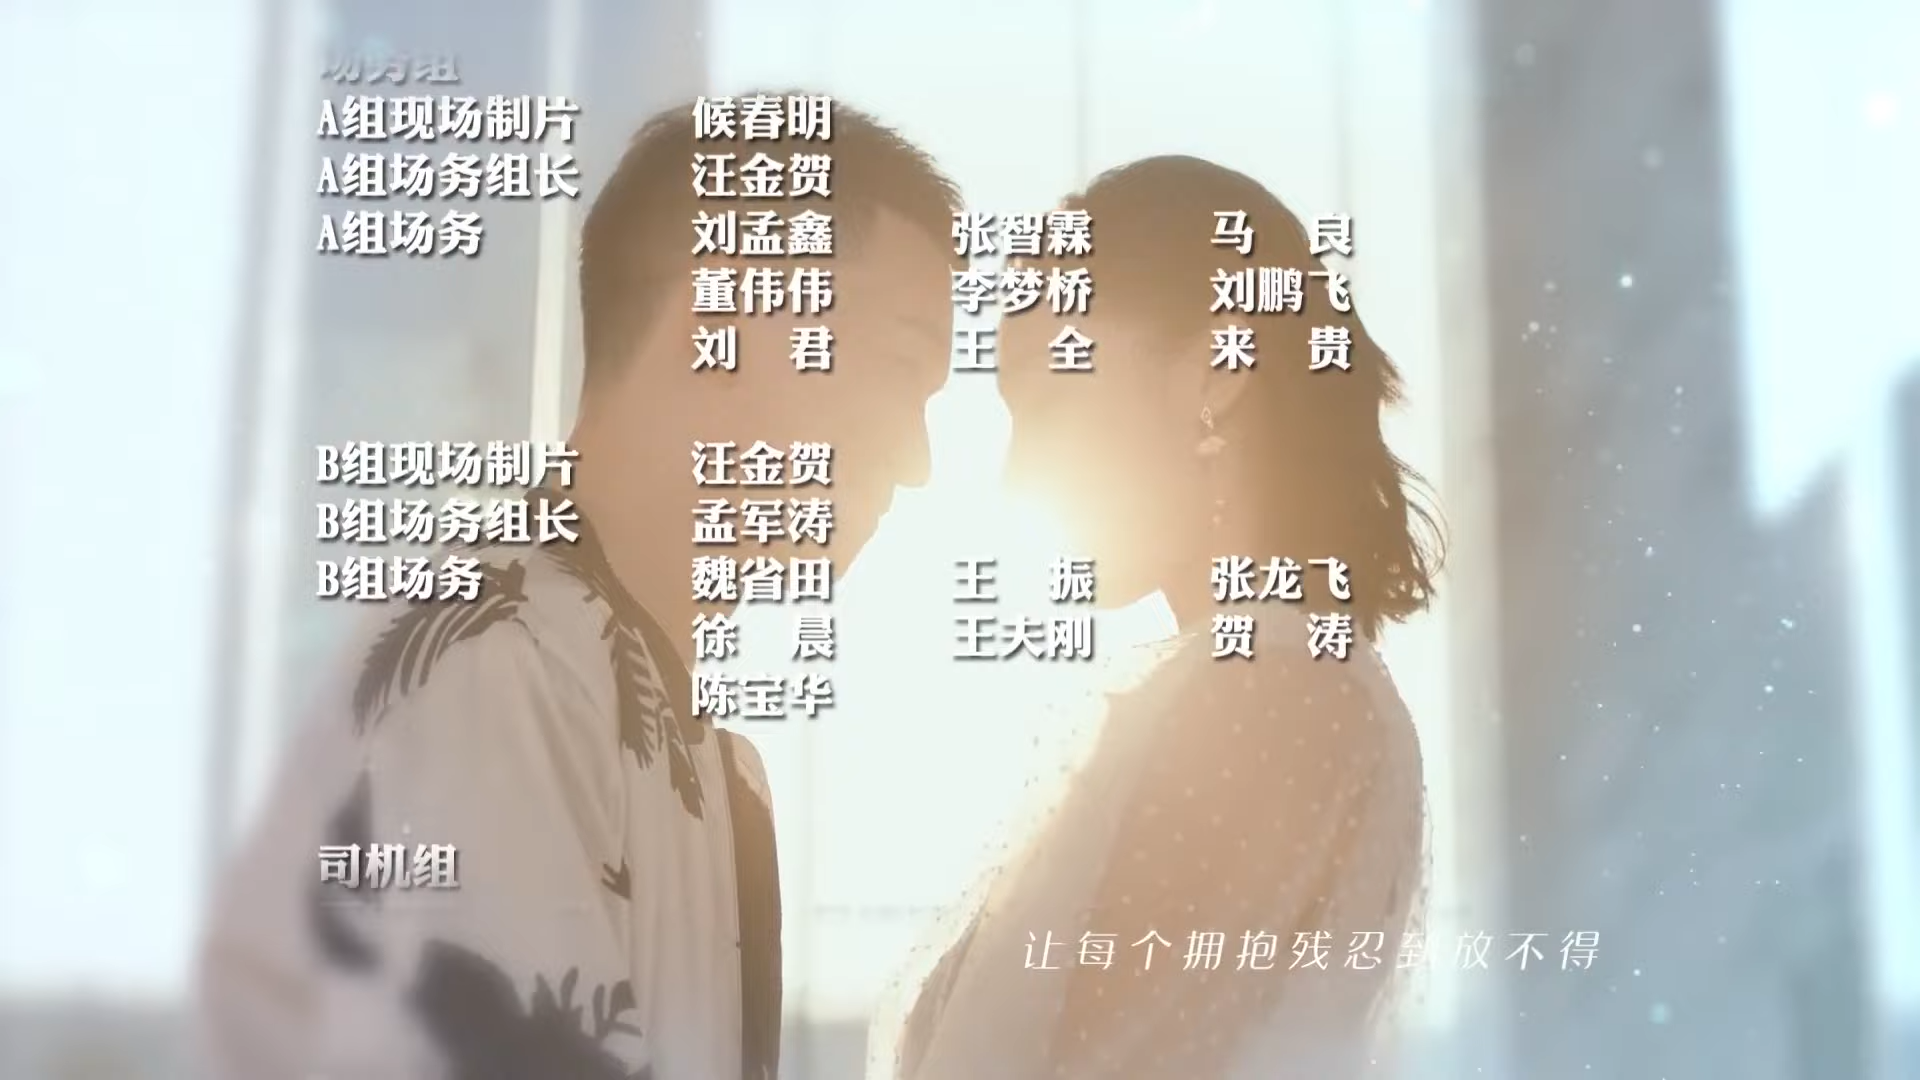 场务组
A组现场制片 候春明
A组场务组长 汪金贺
A组场务 刘孟鑫 张智霖 马 良
董伟伟 李梦桥 刘鹏飞
刘 君 王 全 来 贵
B组现场制片 汪金贺
B组场务组长 孟军涛
B组场务 魏省田 王 振 张龙飞
徐 晨 王夫刚 贺 涛
陈宝华
司机组
让每个拥抱残忍到放不得